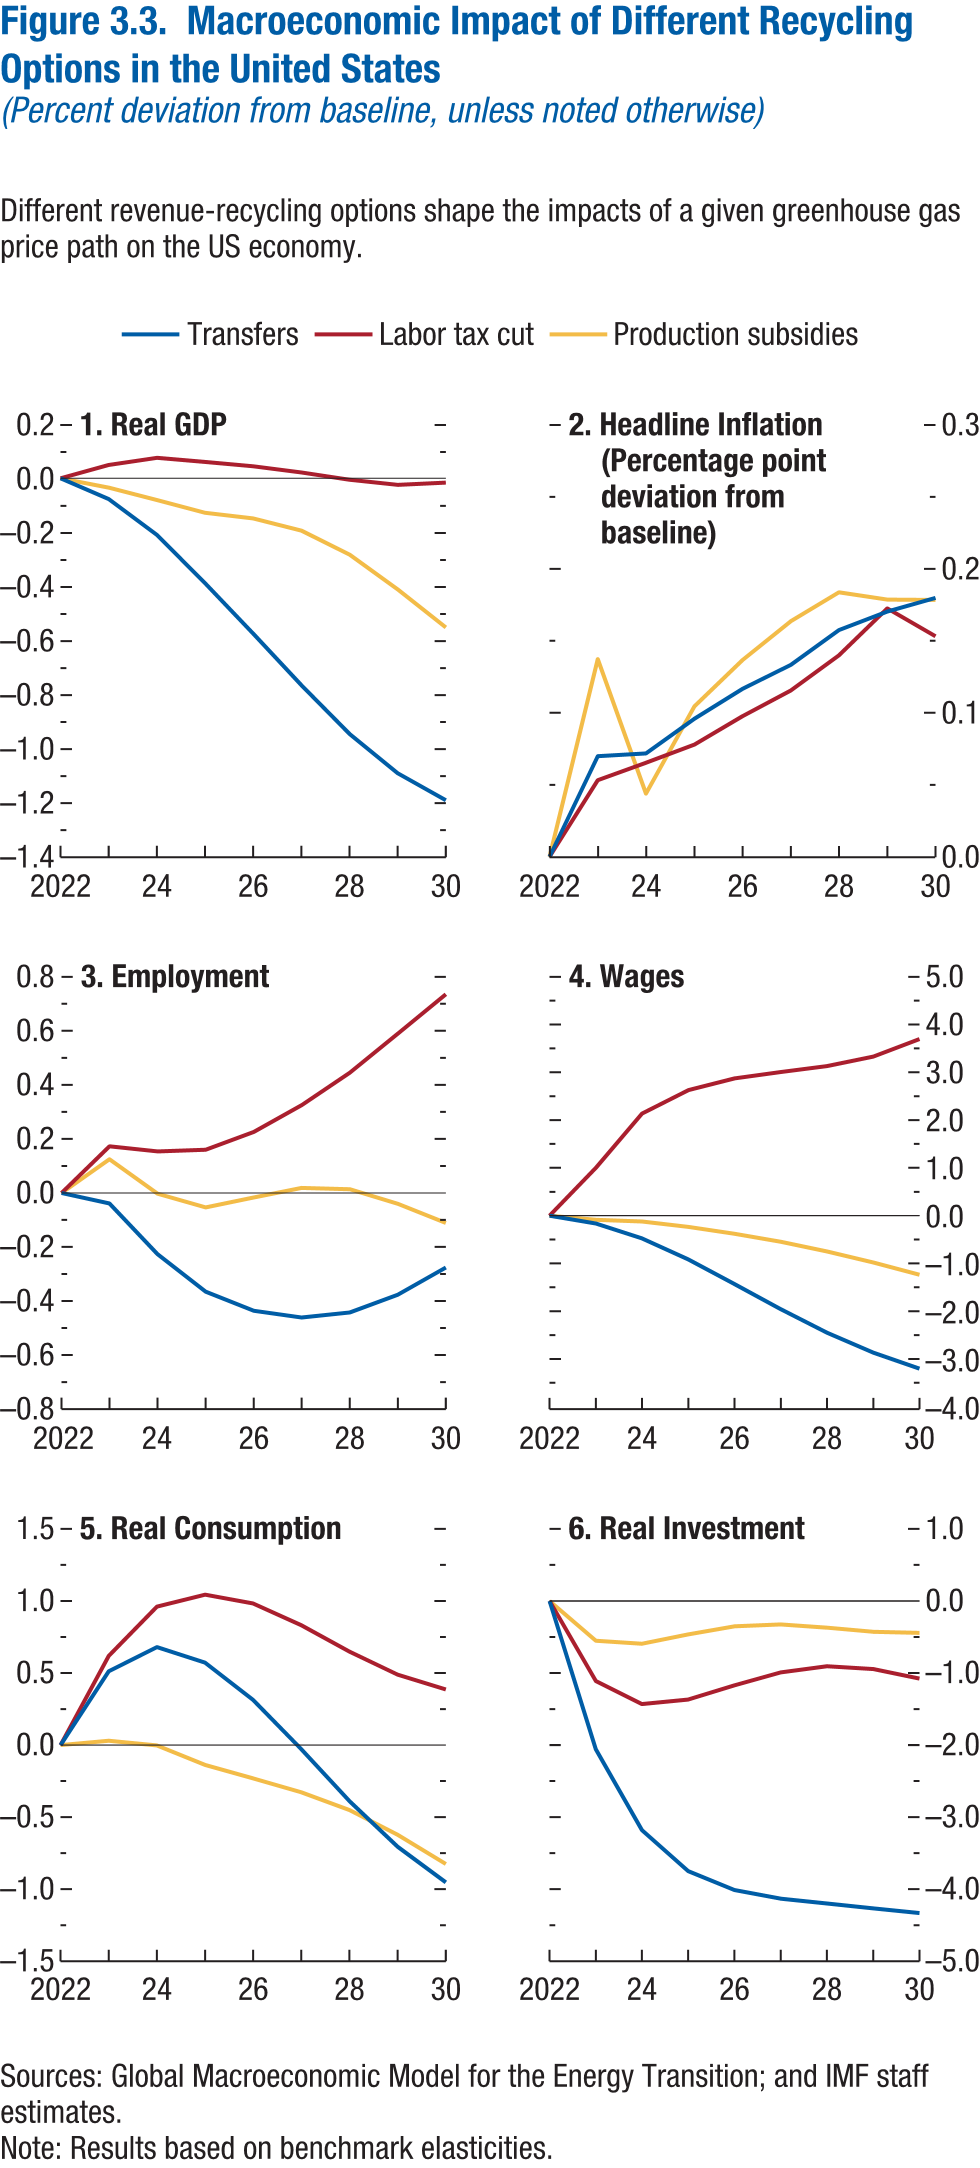 Figure 3.3.  Macroeconomic Impact of Different Recycling
Options in the United States
(Percent deviation from baseline, unless noted otherwise)
Different revenue-recycling options shape the impacts of a given greenhouse gas
price path on the US economy.
Transfers Labor tax cut Production subsidies
1. Real GDP
0.2
0.0
–0.2
–0.4
–0.6
–0.8
–1.0
–1.2
–1.4
2022 24 26 28 30
2. Headline Inflation
(Percentage point
deviation from
baseline)
0.3
0.2
0.1
0.0
2022 24 26 28 30
3. Employment
0.8
0.6
0.4
0.2
0.0
–0.2
–0.4
–0.6
–0.8
2022 24 26 28 30
4. Wages
5.0
4.0
3.0
2.0
1.0
0.0
–1.0
–2.0
–3.0
–4.0
2022 24 26 28 30
5. Real Consumption
1.5
1.0
0.5
0.0
–0.5
–1.0
–1.5
2022 24 26 28 30
6. Real Investment
1.0
0.0
–1.0
–2.0
–3.0
–4.0
–5.0
2022 24 26 28 30
Sources: Global Macroeconomic Model for the Energy Transition; and IMF staff
estimates.
Note: Results based on benchmark elasticities.